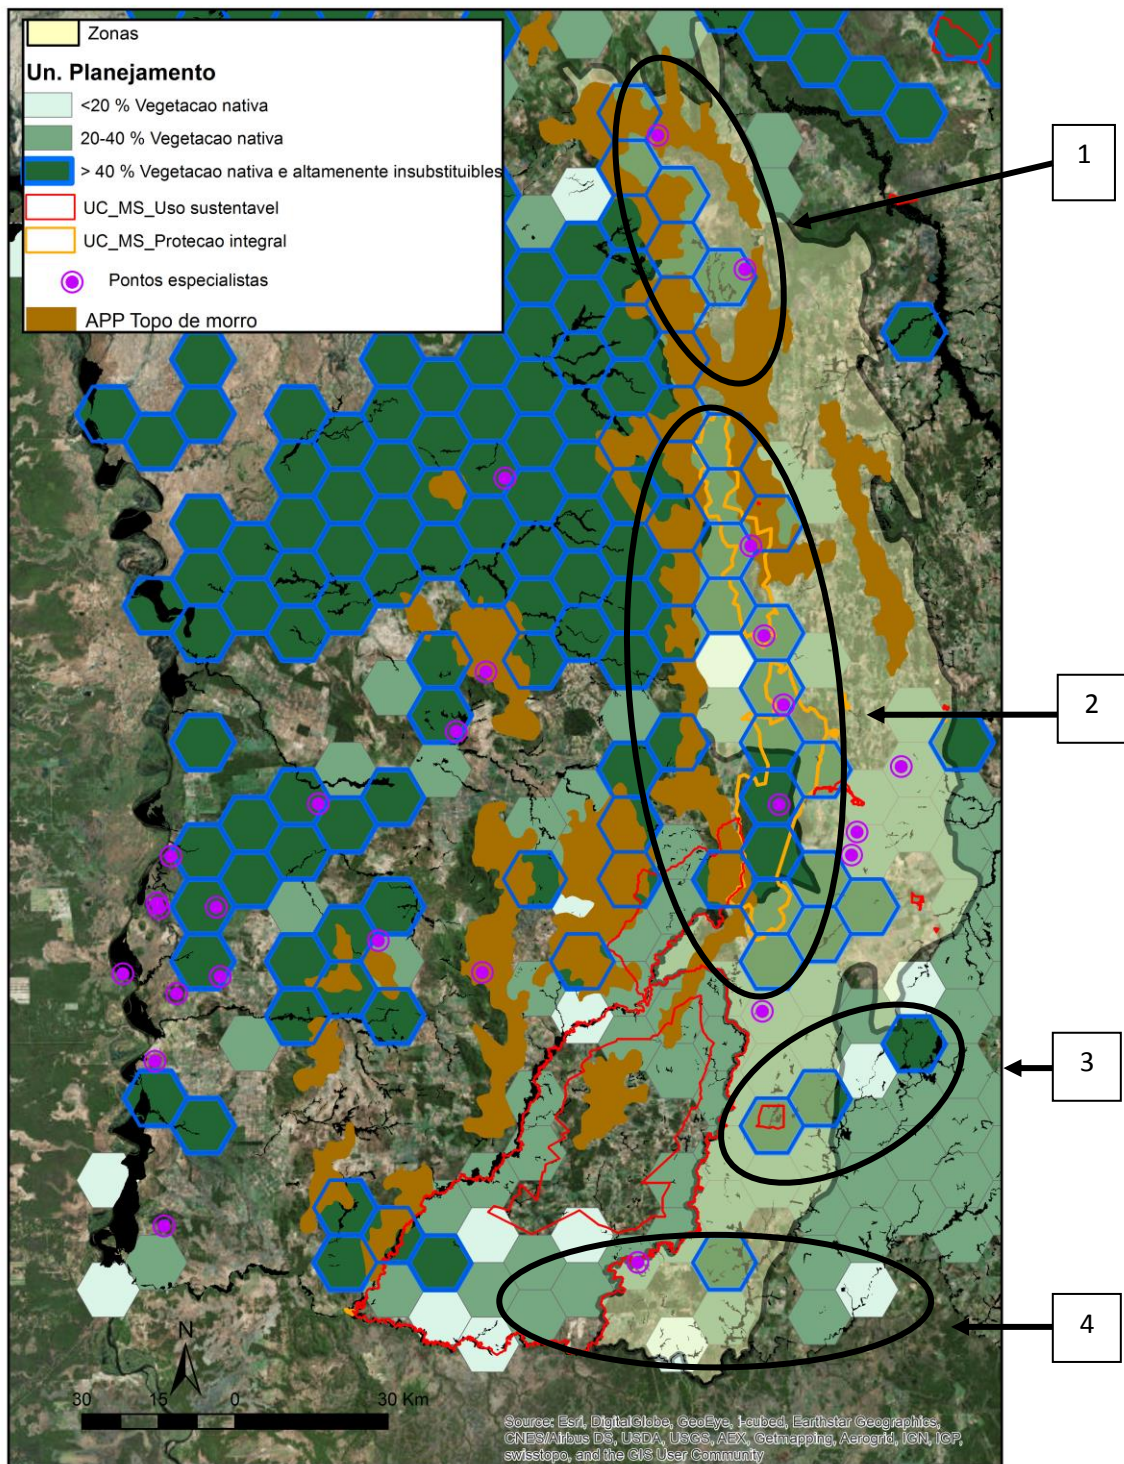 Zonas
Un. Planejamento
<20 % Vegetacao nativa
20-40 % Vegetacao nativa
> 40 % Vegetacao nativa e altamenente insubstituibles
UC_MS_Uso sustentavel
UC_MS_Protecao integral
Pontos especialistas
APP Topo de morro
1
2
3
4
N
30 15 0 30 Km
Source: Esri, DigitalGlobe, GeoEye, i-cubed, Earthstar Geographics,
CNES/Airbus DS, USDA, USGS, AEX, Getmapping, Aerogrid, IGN, IGP,
swisstopo, and the GIS User Community